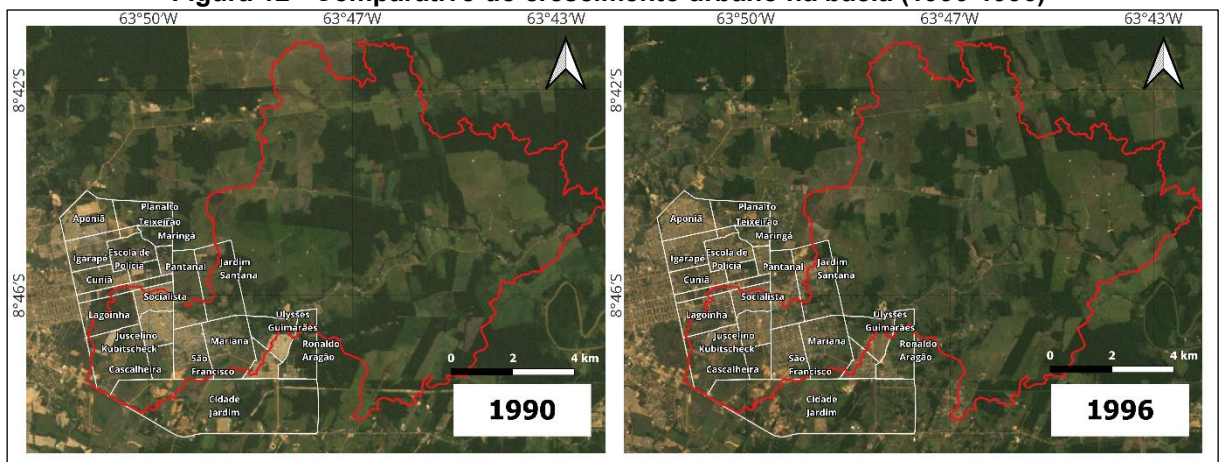 Figura 12 - Comparativo do crescimento urbano na bacia (1990-1996)
63°50'W 63°47'W 63°43'W
8°42'S
8°46'S
Aponiã
Planalto
Teixeirão
Maringá
Igarapé
Escola de
Polícia
Pantanal
Jardim
Santana
Cuniã
Socialista
Lagoinha
Ulysses
Guimarães
Juscelino
Kubitscheck
Mariana
Ronaldo
Aragão
Cascalheira
São
Francisco
Cidade
Jardim
0 2 4 km
1990
63°50'W 63°47'W 63°43'W
8°42'S
8°46'S
Aponiã
Planalto
Teixeirão
Maringá
Igarapé
Escola de
Polícia
Pantanal
Jardim
Santana
Cuniã
Socialista
Lagoinha
Ulysses
Guimarães
Juscelino
Kubitscheck
Mariana
Ronaldo
Aragão
Cascalheira
São
Francisco
Cidade
Jardim
0 2 4 km
1996